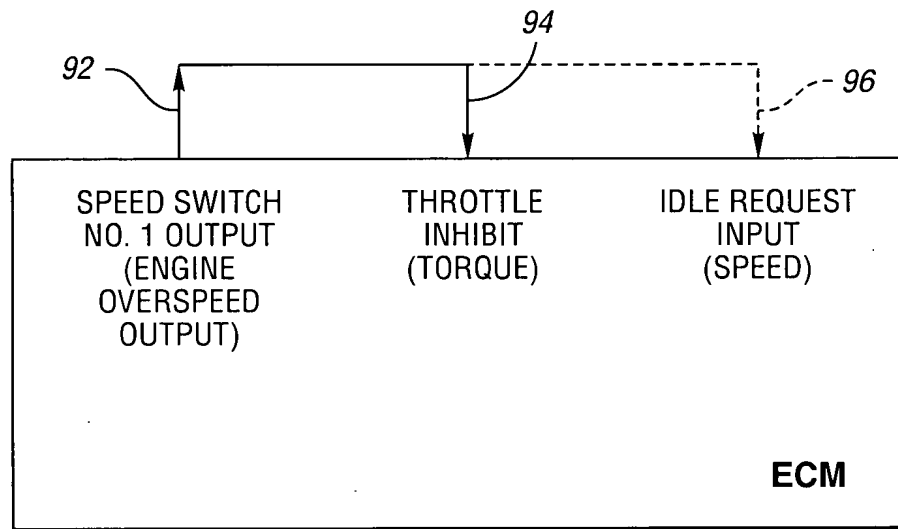 94
92
96
SPEED SWITCH
NO. 1 OUTPUT
(ENGINE
OVERSPEED
OUTPUT)
THROTTLE
INHIBIT
(TORQUE)
IDLE REQUEST
INPUT
(SPEED)
ECM